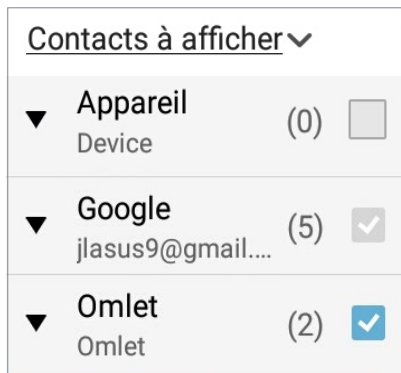 Contacts à afficher
Appareil
Device
(0)
Google
jlasus9@gmail....
(5)
Omlet
Omlet
(2)